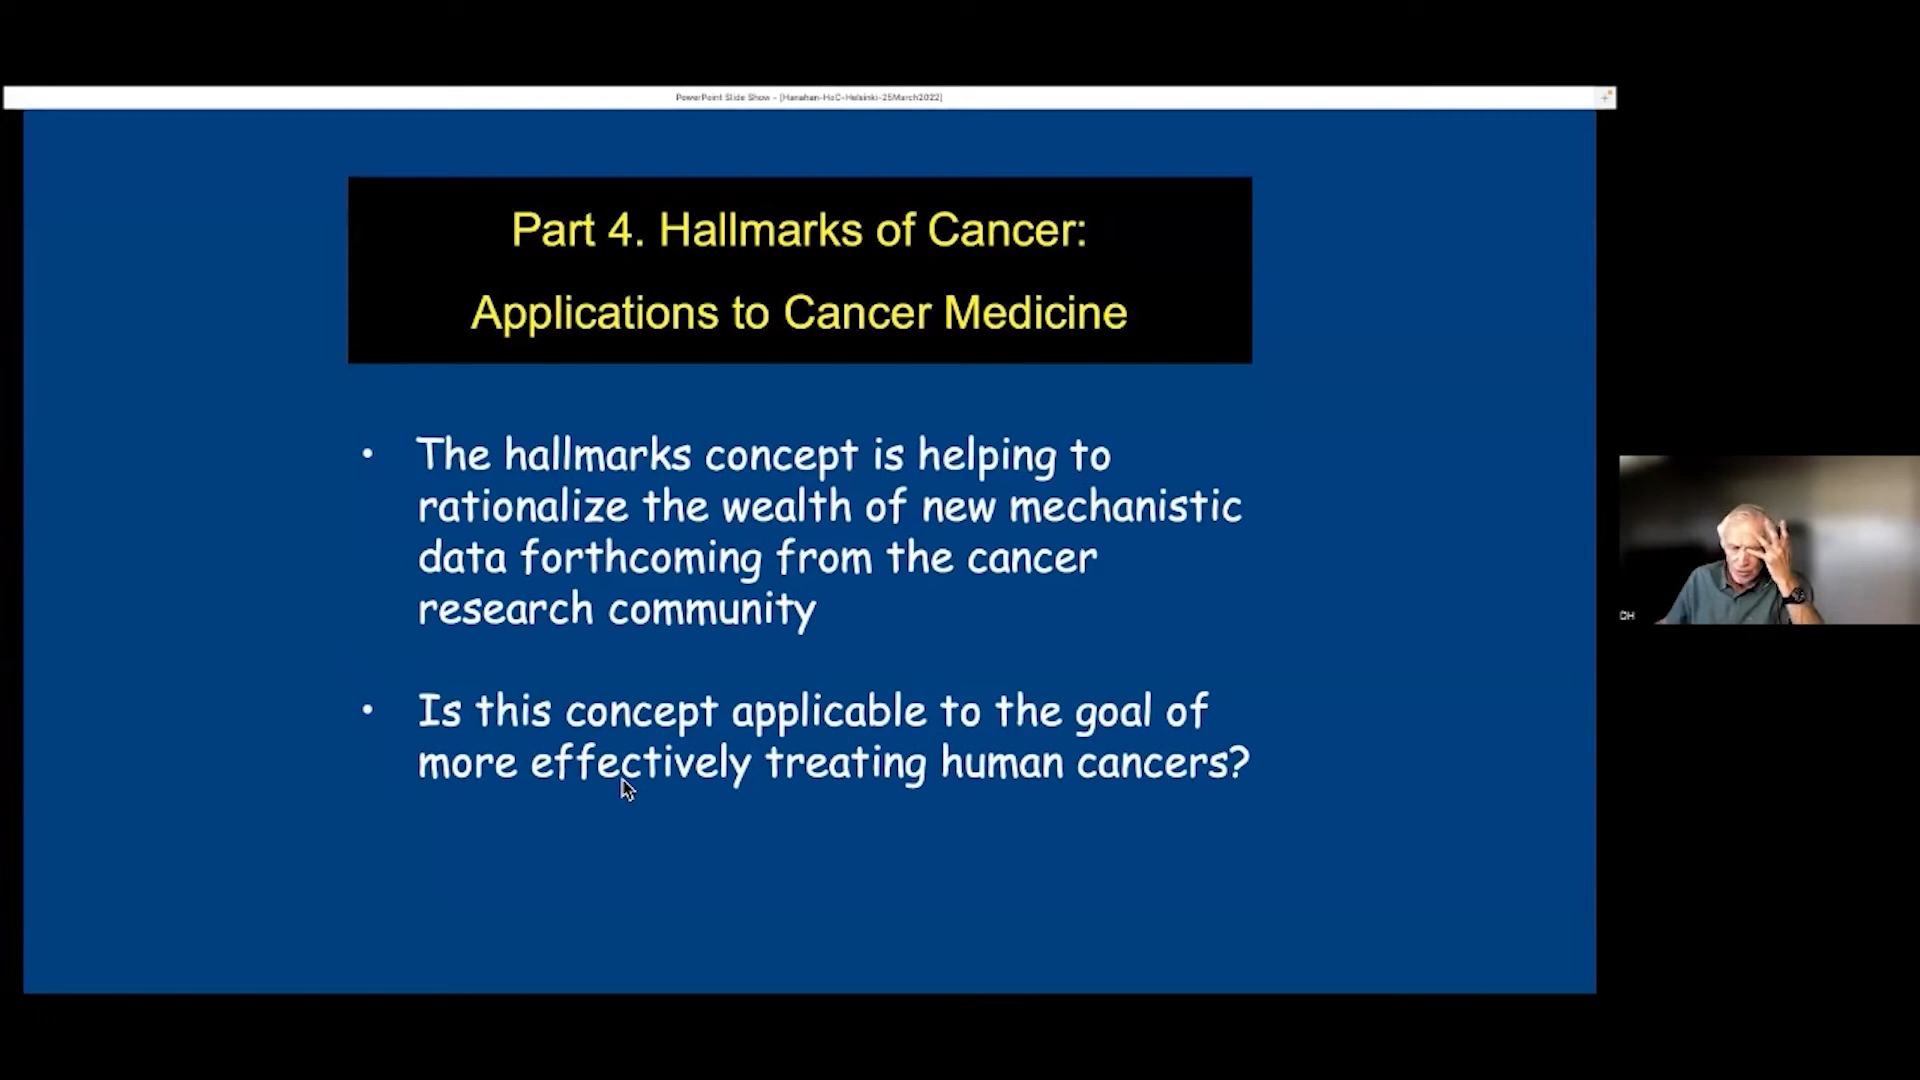 PowerPoint Slide Show - [Hanahan-HoC-Helsinki-25March2022]
Part 4. Hallmarks of Cancer:
Applications to Cancer Medicine
• The hallmarks concept is helping to
rationalize the wealth of new mechanistic
data forthcoming from the cancer
research community
• Is this concept applicable to the goal of
more effectively treating human cancers?
DH